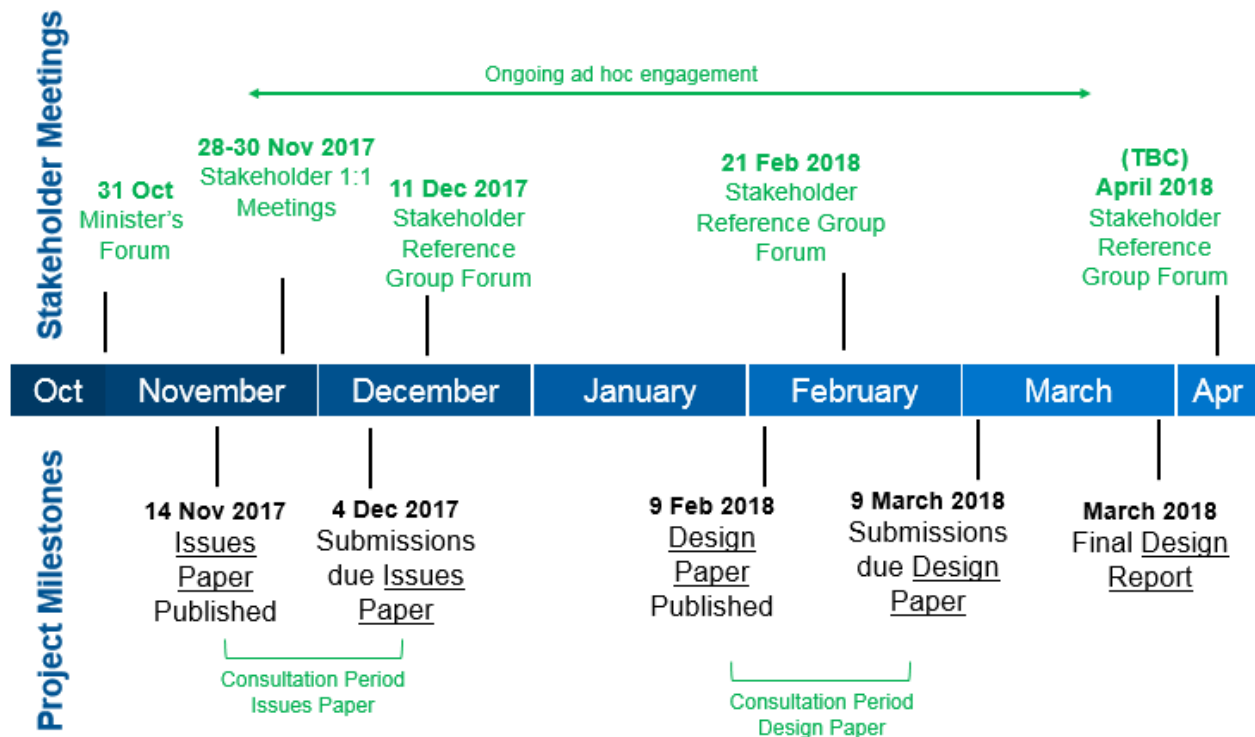 Stakeholder Meetings
Ongoing ad hoc engagement
31 Oct
Minister's
Forum
28-30 Nov 2017
Stakeholder 1:1
Meetings
11 Dec 2017
Stakeholder
Reference
Group Forum
21 Feb 2018
Stakeholder
Reference Group
Forum
(TBC)
April 2018
Stakeholder
Reference
Group Forum
Oct November December January February March Apr
Project Milestones
14 Nov 2017
Issues
Paper
Published
4 Dec 2017
Submissions
due Issues
Paper
9 Feb 2018
Design
Paper
Published
9 March 2018
Submissions
due Design
Paper
March 2018
Final Design
Report
Consultation Period
Issues Paper
Consultation Period
Design Paper